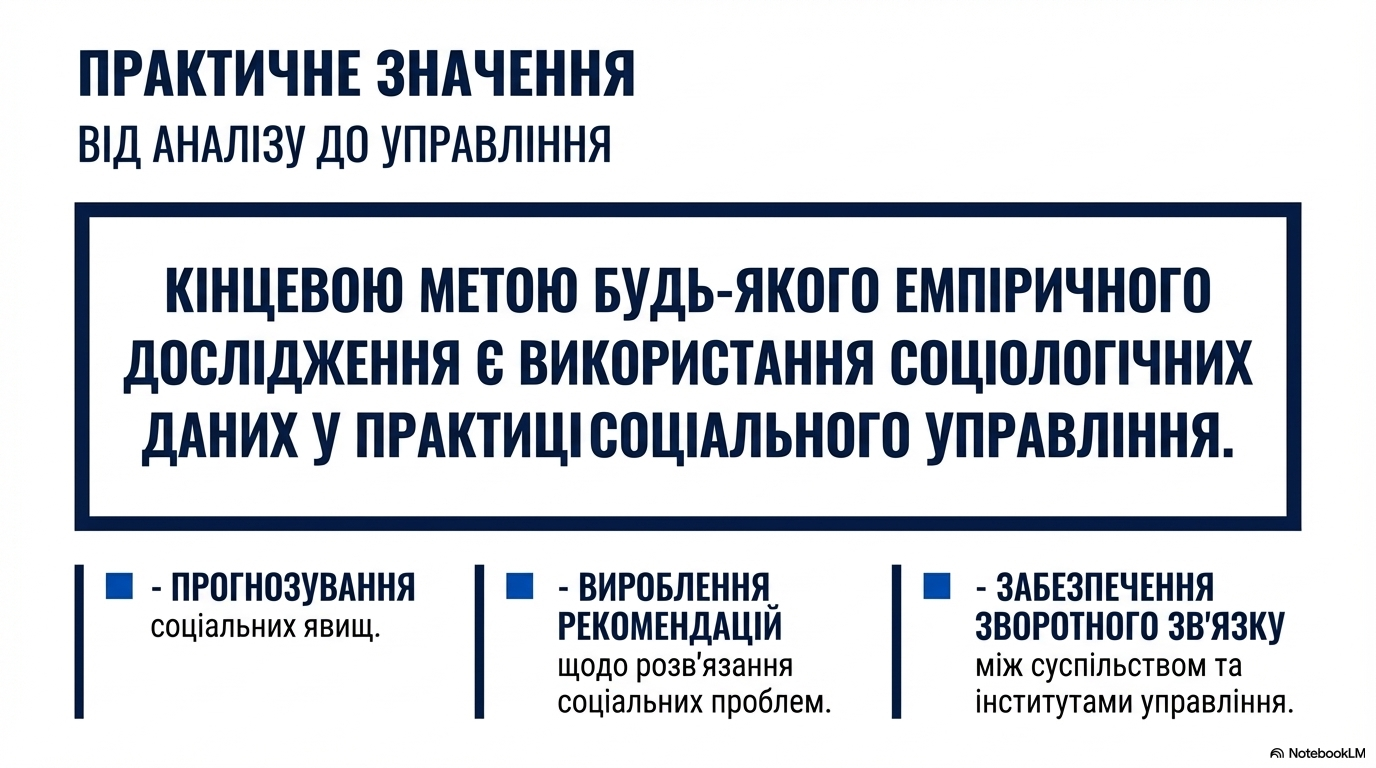 ПРАКТИЧНЕ ЗНАЧЕННЯ
ВІД АНАЛІЗУ ДО УПРАВЛІННЯ
КІНЦЕВОЮ МЕТОЮ БУДЬ-ЯКОГО ЕМПІРИЧНОГО
ДОСЛІДЖЕННЯ Є ВИКОРИСТАННЯ СОЦІОЛОГІЧНИХ
ДАНИХ У ПРАКТИЦІ СОЦІАЛЬНОГО УПРАВЛІННЯ.
- ПРОГНОЗУВАННЯ
соціальних явищ.
- ВИРОБЛЕННЯ
РЕКОМЕНДАЦІЙ
щодо розв'язання
соціальних проблем.
- ЗАБЕЗПЕЧЕННЯ
ЗВОРОТНОГО ЗВ'ЯЗКУ
між суспільством та
інститутами управління.
NotebookLM